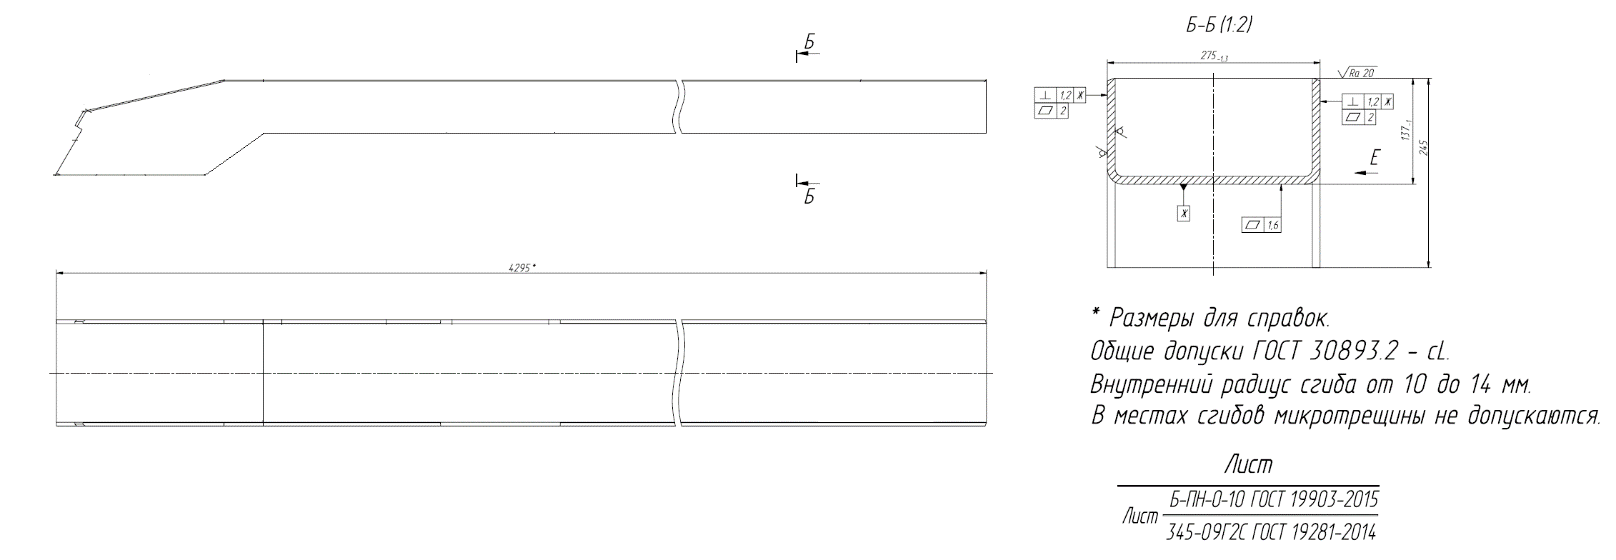 Б
Б
4295*
Б-Б (1:2)
275-1,1
Ra 20
⊥ 1,2 Ж
▱ 2
⊥ 1,2 Ж
▱ 2
137-1
245
Е
Ж
▱ 1,6
* Размеры для справок.
Общие допуски ГОСТ 30893.2 - cL.
Внутренний радиус сгиба от 10 до 14 мм.
В местах сгибов микротрещины не допускаются.
Лист
Б-ПН-О-10 ГОСТ 19903-2015
Лист
345-09Г2С ГОСТ 19281-2014